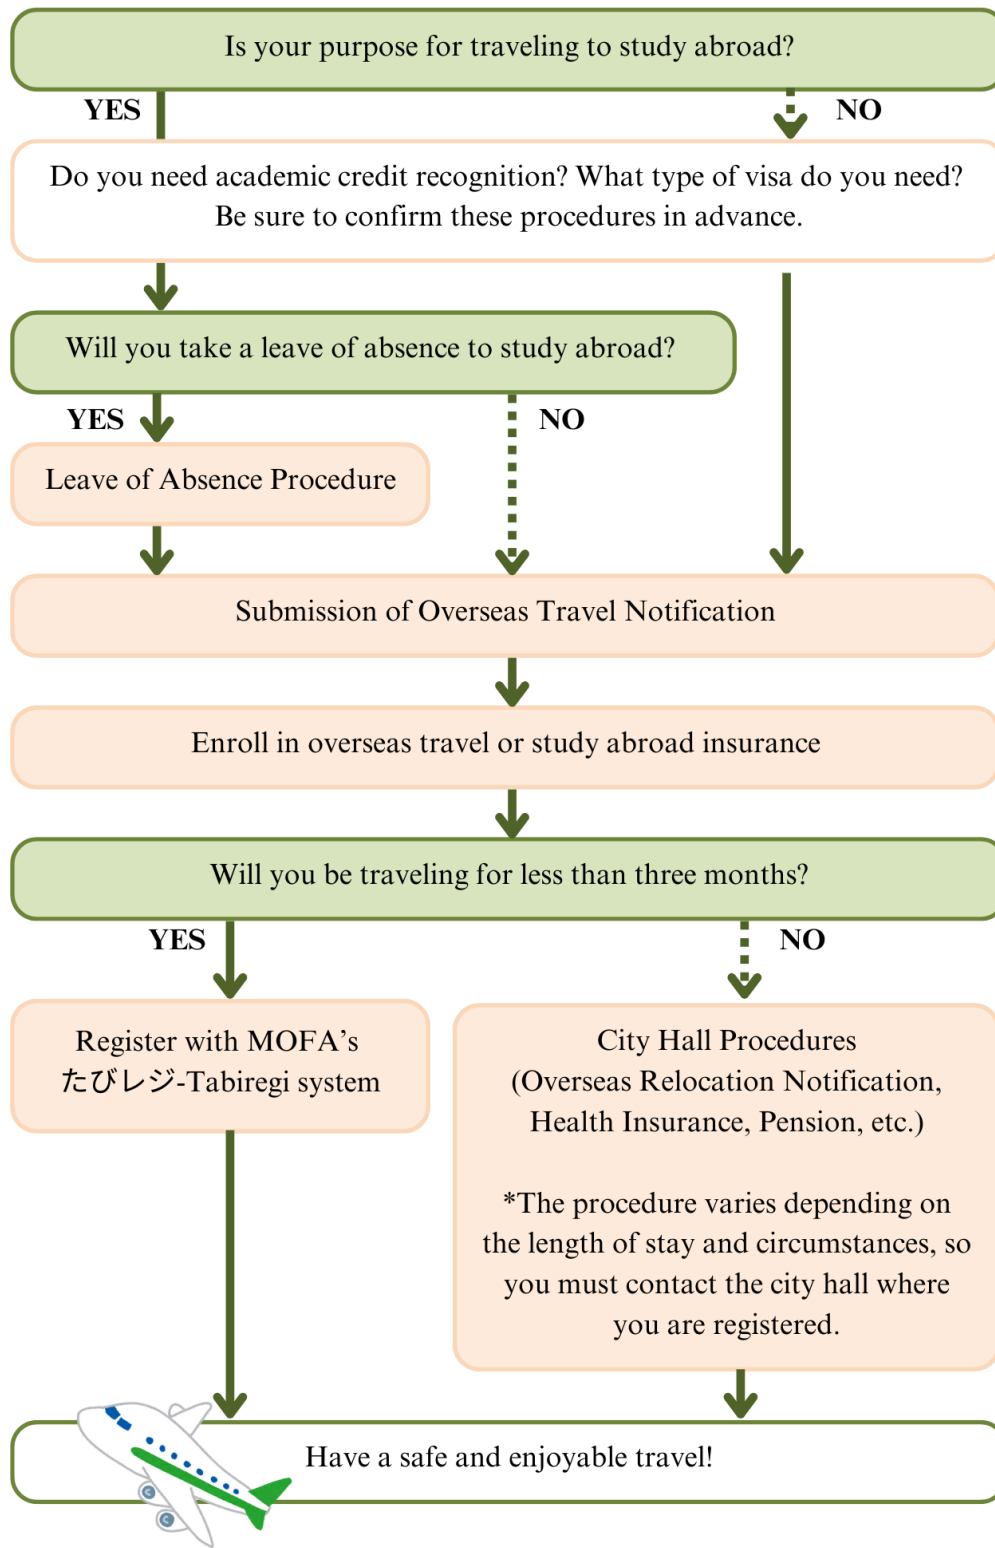 Is your purpose for traveling to study abroad?
YES
NO
Do you need academic credit recognition? What type of visa do you need?
Be sure to confirm these procedures in advance.
Will you take a leave of absence to study abroad?
YES
NO
Leave of Absence Procedure
Submission of Overseas Travel Notification
Enroll in overseas travel or study abroad insurance
Will you be traveling for less than three months?
YES
NO
Register with MOFA's
たびレジ-Tabiregi system
City Hall Procedures
(Overseas Relocation Notification,
Health Insurance, Pension, etc.)
*The procedure varies depending on
the length of stay and circumstances, so
you must contact the city hall where
you are registered.
Have a safe and enjoyable travel!